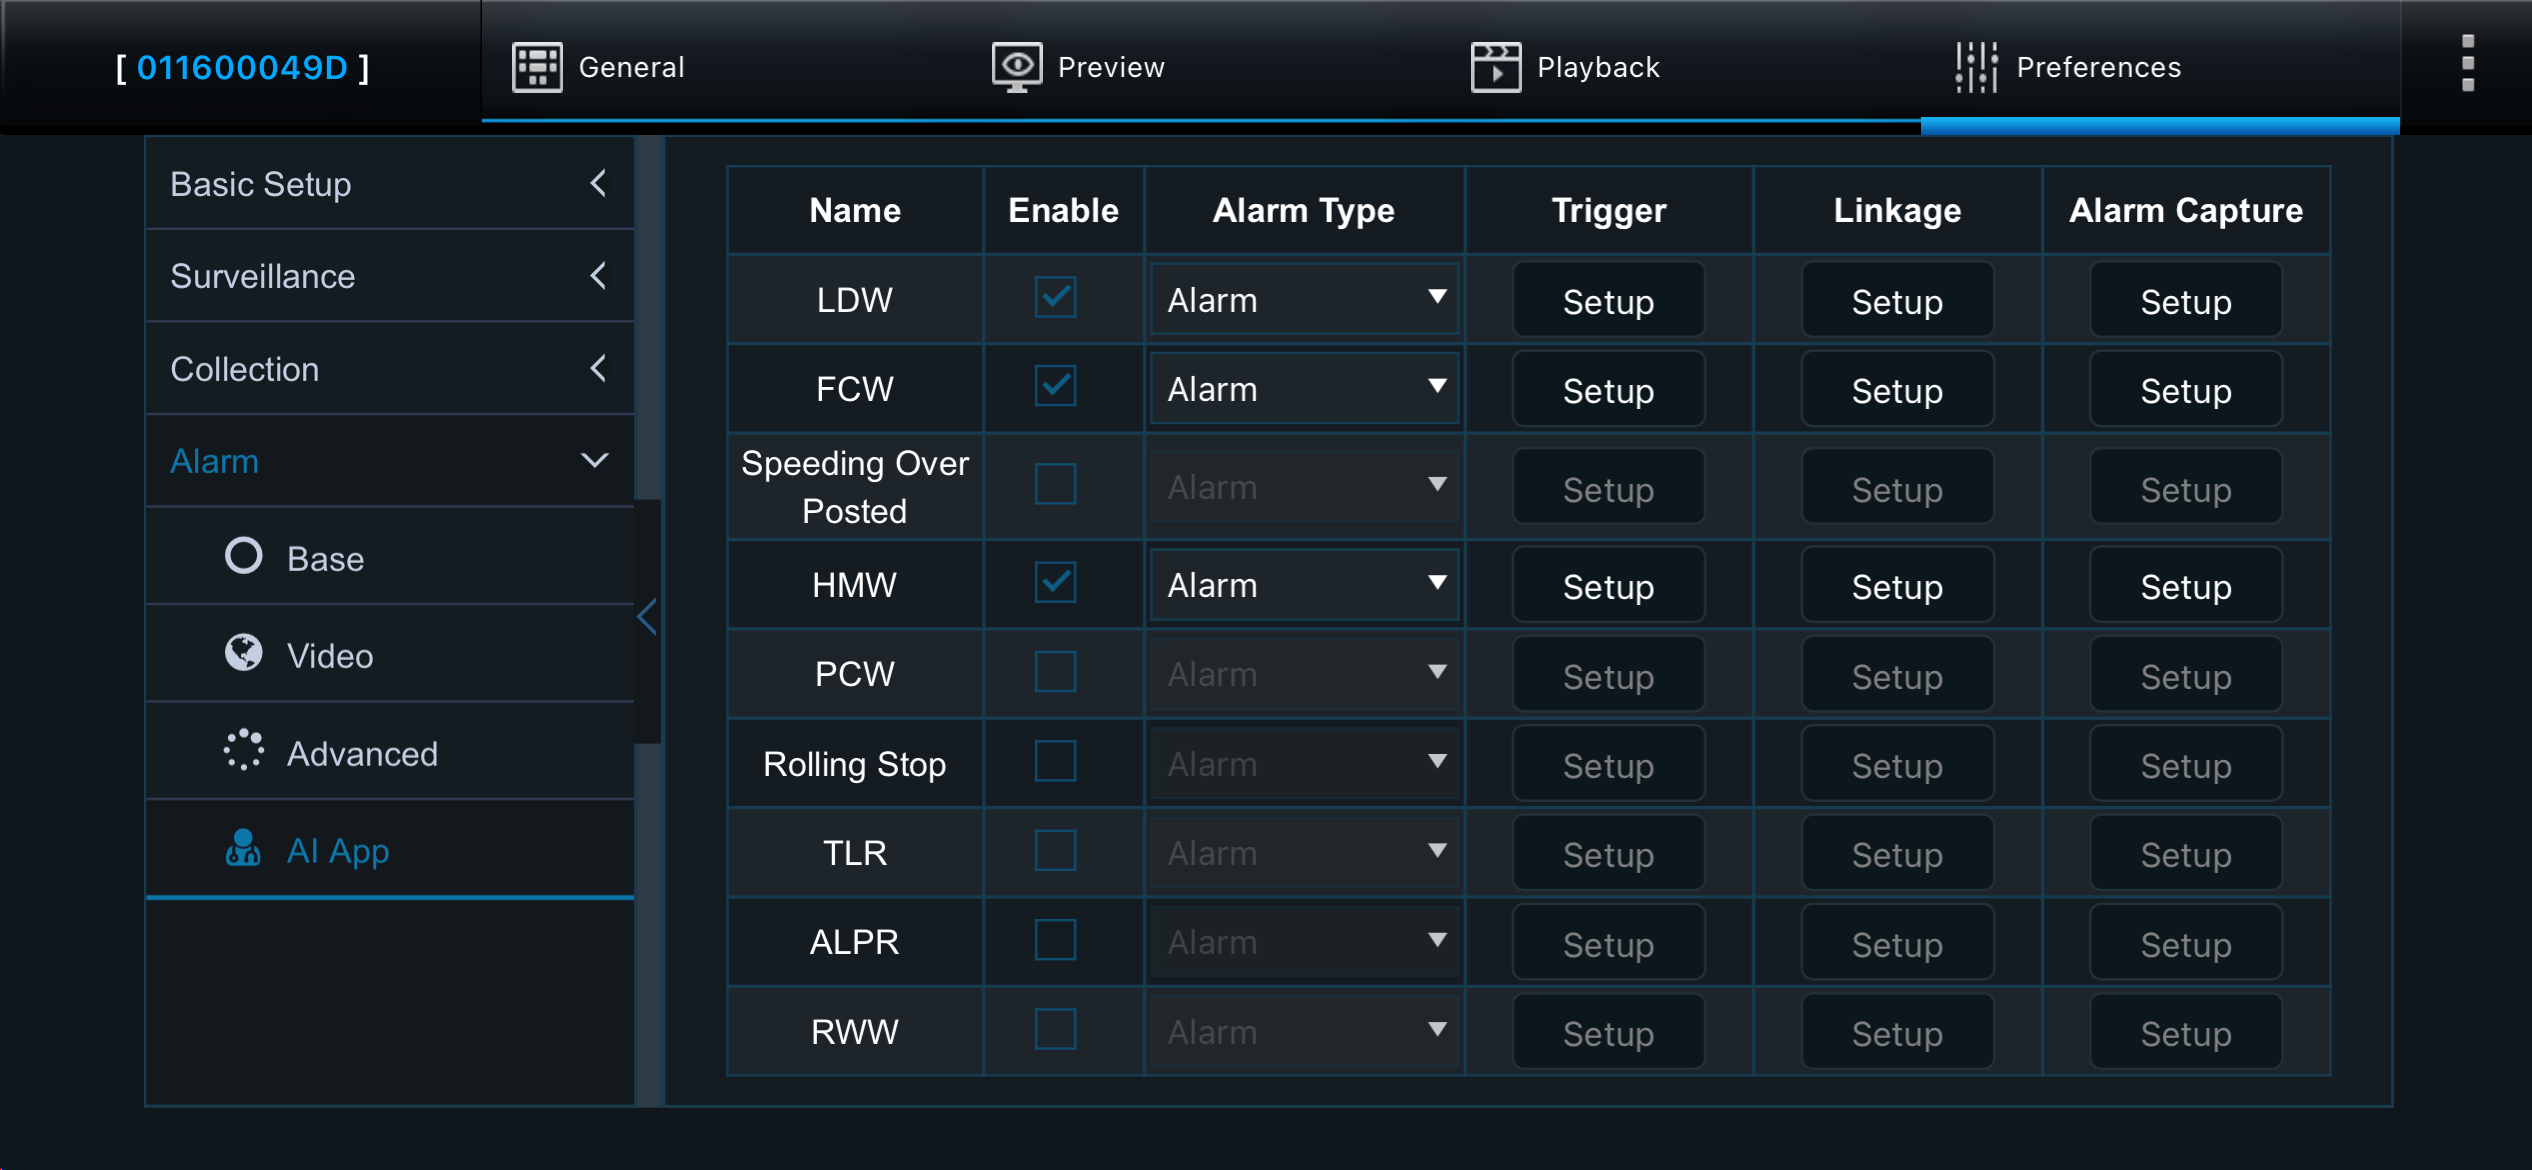 [ 011600049D ]
General
Preview
Playback
Preferences
Basic Setup
Surveillance
Collection
Alarm
Base
Video
Advanced
AI App
Name Enable Alarm Type Trigger Linkage Alarm Capture
LDW Alarm Setup Setup Setup
FCW Alarm Setup Setup Setup
Speeding Over
Posted Alarm Setup Setup Setup
HMW Alarm Setup Setup Setup
PCW Alarm Setup Setup Setup
Rolling Stop Alarm Setup Setup Setup
TLR Alarm Setup Setup Setup
ALPR Alarm Setup Setup Setup
RWW Alarm Setup Setup Setup